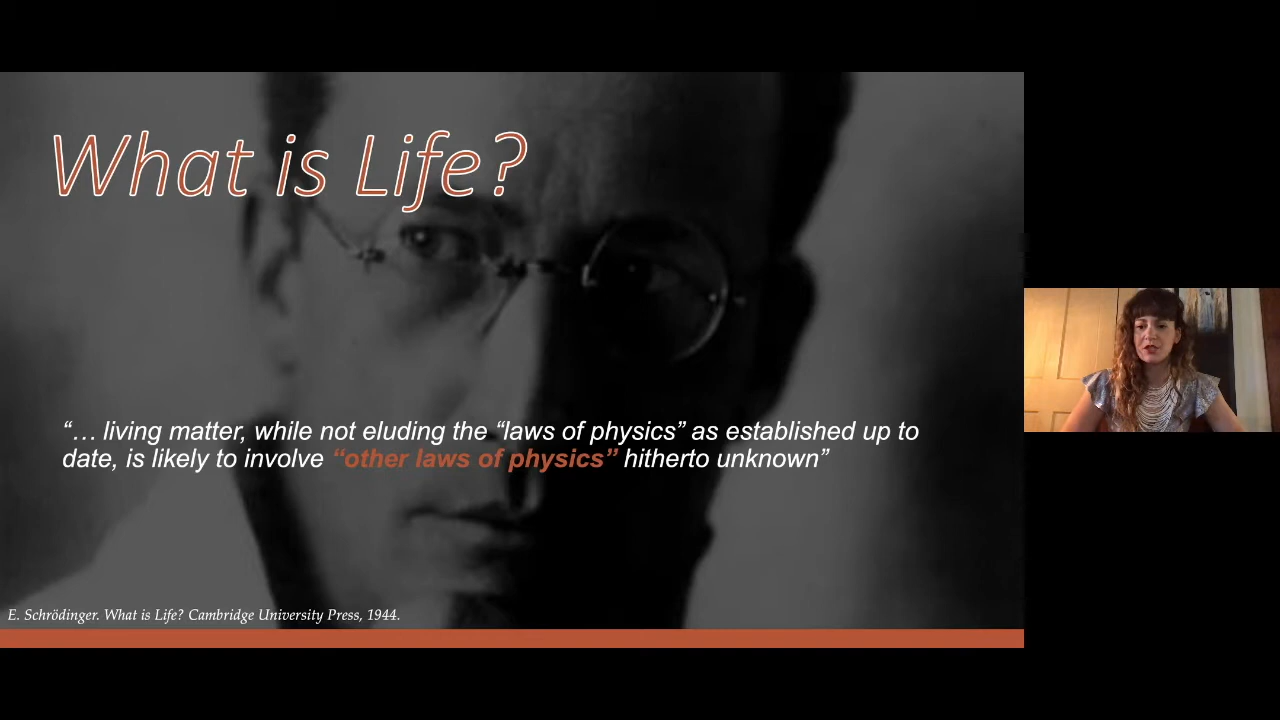 What is Life?
“… living matter, while not eluding the “laws of physics” as established up to
date, is likely to involve “other laws of physics” hitherto unknown”
E. Schrödinger. What is Life? Cambridge University Press, 1944.